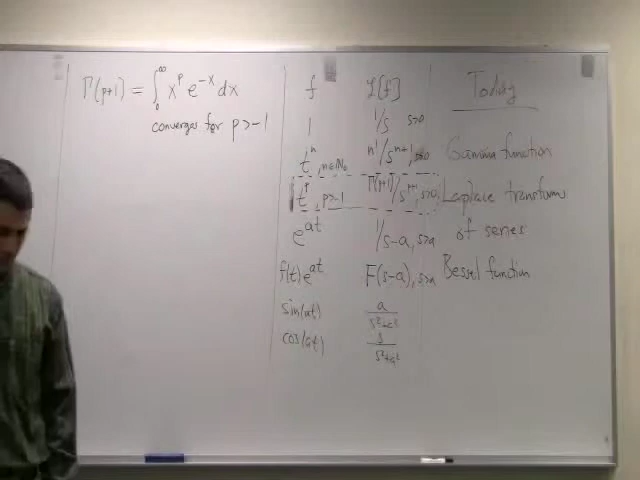 Γ(p+1) = ∫₀^∞ x^p e^{-x} dx
converges for p > -1
f ℒ[f]
1 1/s s>0
t^n, n∈ℕ₀ n!/s^{n+1}, s>0
t^p, p>-1 Γ(p+1)/s^{p+1}, s>0
e^{at} 1/s-a, s>a
f(t)e^{at} F(s-a), s>a
sin(at) a/s²+a²
cos(at) s/s²+a²
Today
Gamma function
Laplace transforms
of series
Bessel function